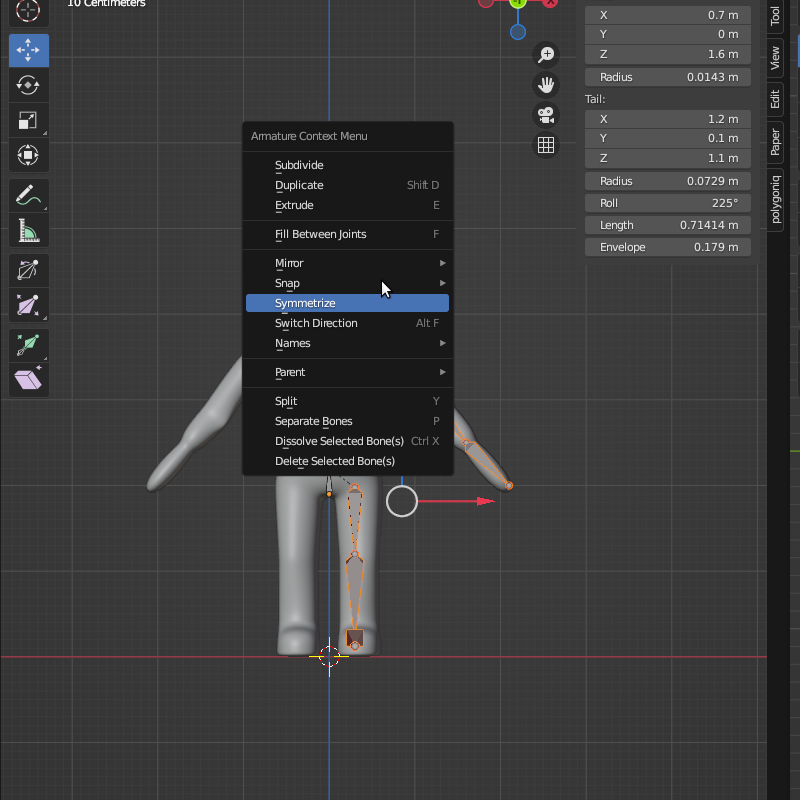 10 Centimeters
X 0.7 m
Y 0 m
Z 1.6 m
Radius 0.0143 m
Tail:
X 1.2 m
Y 0.1 m
Z 1.1 m
Radius 0.0729 m
Roll 225°
Length 0.71414 m
Envelope 0.179 m
Tool
View
Edit
Paper
polygoniq
Armature Context Menu
Subdivide
Duplicate Shift D
Extrude E
Fill Between Joints F
Mirror
Snap
Symmetrize
Switch Direction Alt F
Names
Parent
Split Y
Separate Bones P
Dissolve Selected Bone(s) Ctrl X
Delete Selected Bone(s)